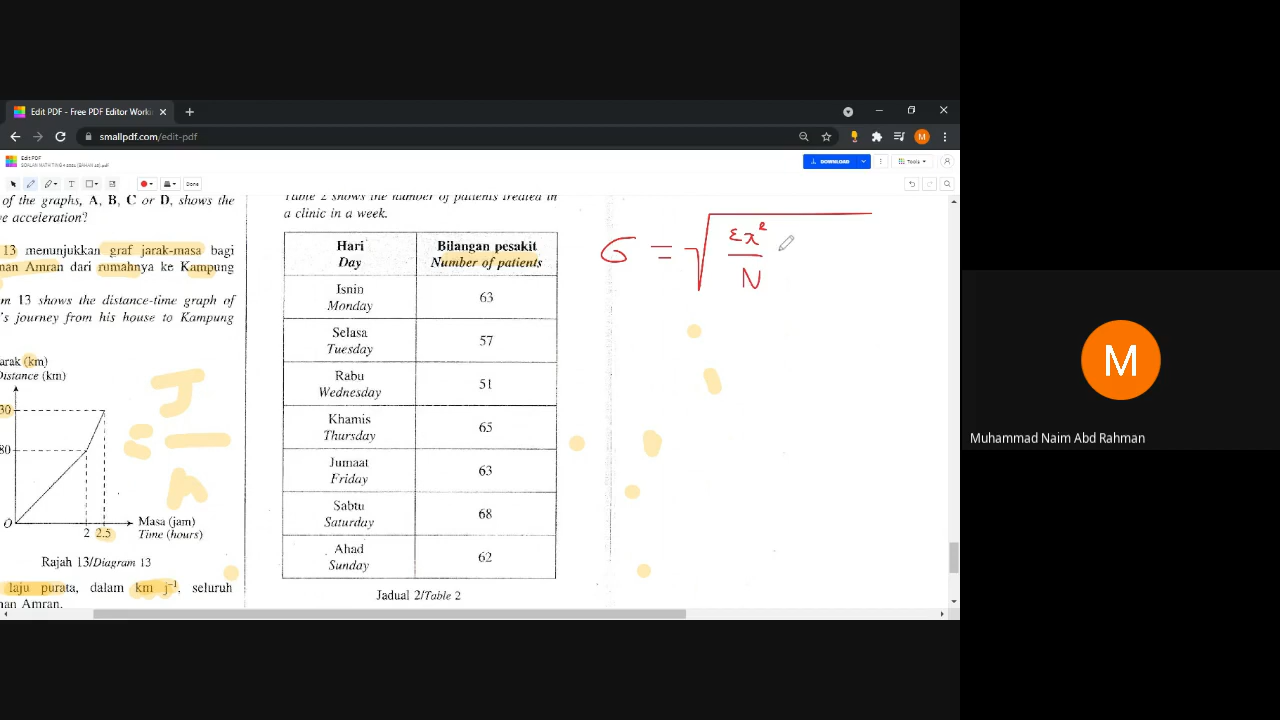 Edit PDF - Free PDF Editor Worki
smallpdf.com/edit-pdf
M
Edit PDF
DOWNLOAD
Tools
T
Done
of the graphs, A, B, C or D, shows the
ve acceleration?
13 menunjukkan graf jarak-masa bagi
nan Amran dari rumahnya ke Kampung
m 13 shows the distance-time graph of
's journey from his house to Kampung
arak (km)
Distance (km)
30
80
O
2 2.5
Masa (jam)
Time (hours)
J
= —
m
Rajah 13/Diagram 13
laju purata, dalam km j⁻¹, seluruh
nan Amran.
Table 2 shows the number of patients treated in
a clinic in a week.
Hari Bilangan pesakit
Day Number of patients
Isnin
Monday 63
Selasa
Tuesday 57
Rabu
Wednesday 51
Khamis
Thursday 65
Jumaat
Friday 63
Sabtu
Saturday 68
Ahad
Sunday 62
Jadual 2/Table 2
σ = √ Σx²
N
M
Muhammad Naim Abd Rahman